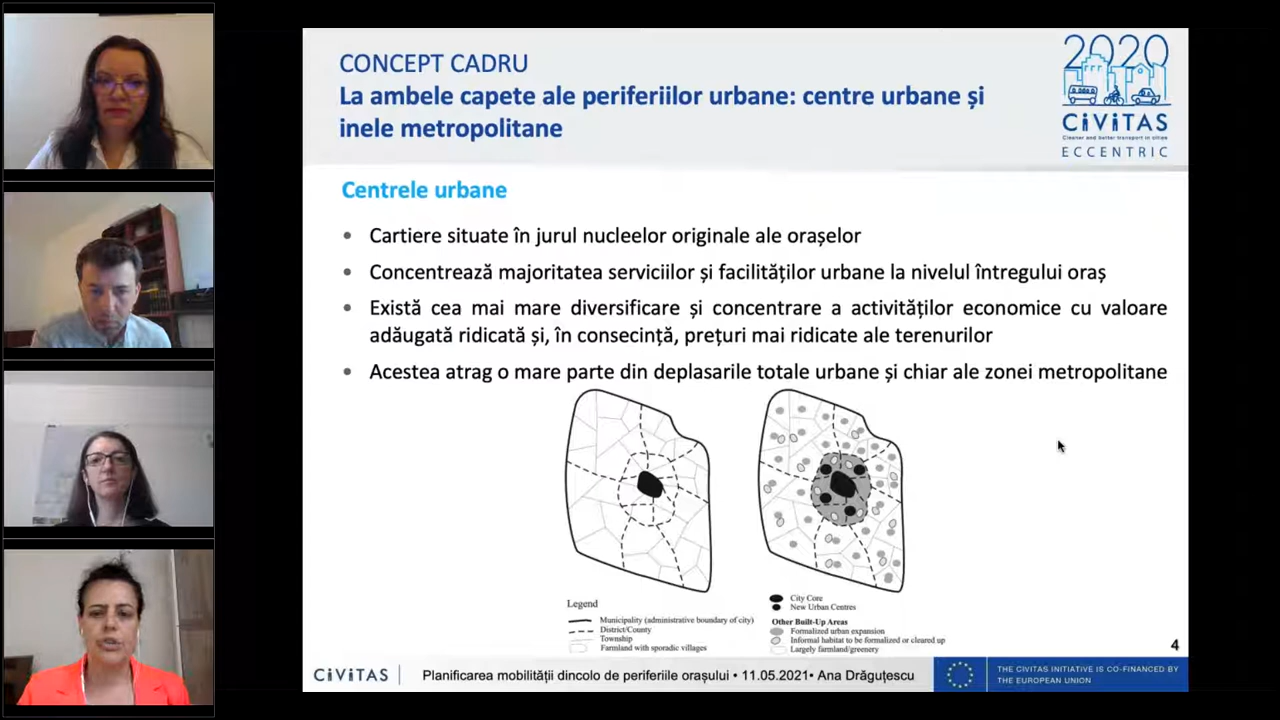 CONCEPT CADRU
La ambele capete ale periferiilor urbane: centre urbane și
inele metropolitane
2020
CiViTAS
Cleaner and better transport in cities
ECCENTRIC
Centrele urbane
• Cartiere situate în jurul nucleelor originale ale orașelor
• Concentrează majoritatea serviciilor și facilităților urbane la nivelul întregului oraș
• Există cea mai mare diversificare și concentrare a activităților economice cu valoare
adăugată ridicată și, în consecință, prețuri mai ridicate ale terenurilor
• Acestea atrag o mare parte din deplasarile totale urbane și chiar ale zonei metropolitane
Legend
Municipality (administrative boundary of city)
District/County
Township
Farmland with sporadic villages
City Core
New Urban Centres
Other Built-Up Areas
Formalized urban expansion
Informal habitat to be formalized or cleared up
Largely farmland/greenery
4
CiViTAS
Planificarea mobilității dincolo de periferiile orașului • 11.05.2021• Ana Drăguțescu
THE CIVITAS INITIATIVE IS CO-FINANCED BY
THE EUROPEAN UNION